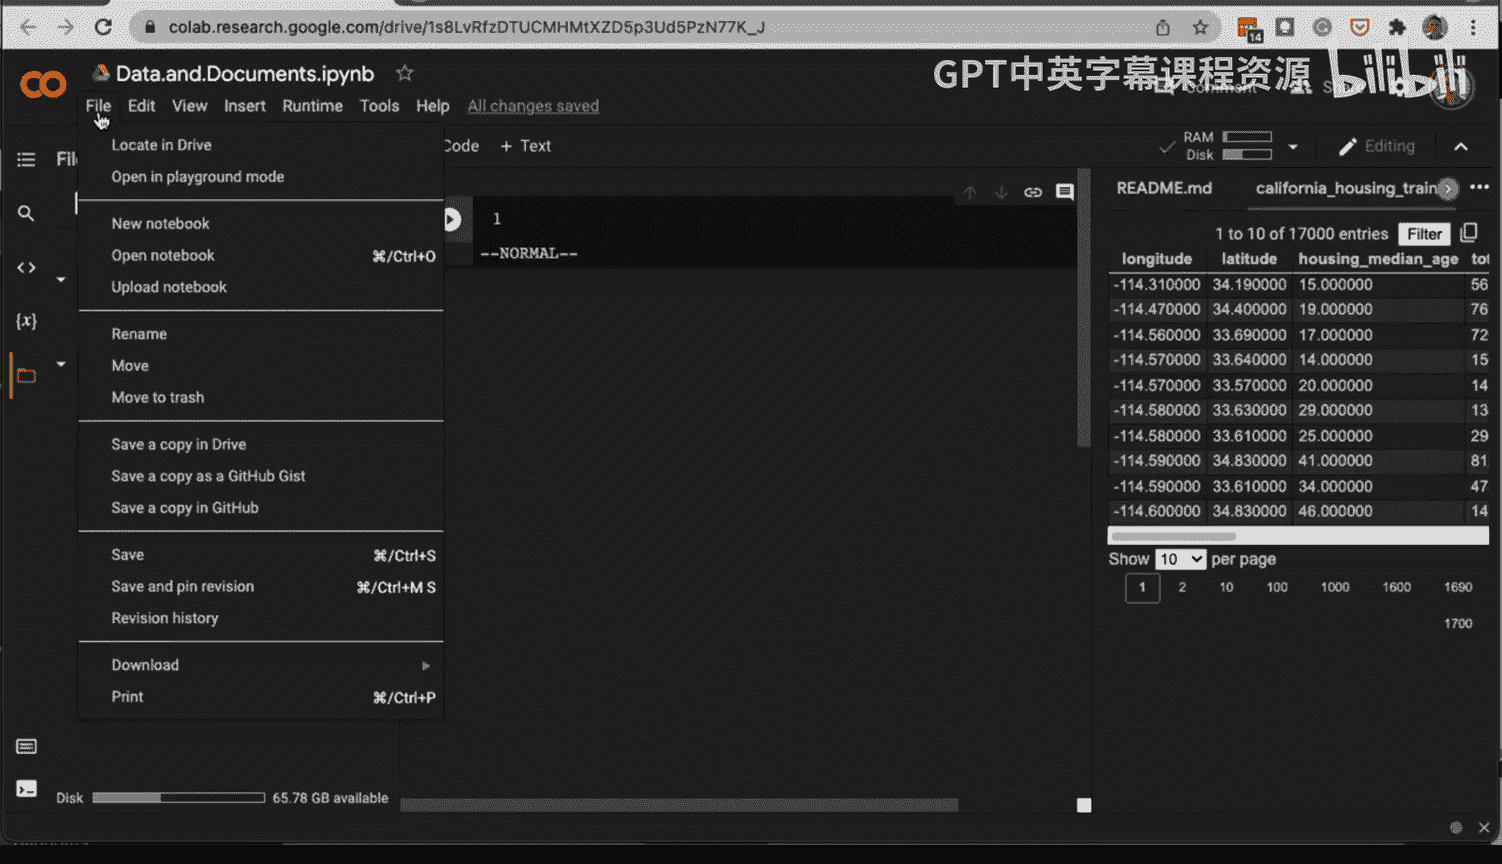 colab.research.google.com/drive/1s8LvRfzDTUCMHMtXZD5p3Ud5PzN77K_J
14
CO
Data.and.Documents.ipynb
GPT中英字幕课程资源 bilibili
File Edit View Insert Runtime Tools Help All changes saved
Comment
Locate in Drive
Open in playground mode
New notebook
Open notebook ⌘/Ctrl+O
Upload notebook
Rename
Move
Move to trash
Save a copy in Drive
Save a copy as a GitHub Gist
Save a copy in GitHub
Save ⌘/Ctrl+S
Save and pin revision ⌘/Ctrl+M S
Revision history
Download
Print ⌘/Ctrl+P
Disk 65.78 GB available
Code + Text
RAM
Disk
Editing
1
--NORMAL--
README.md california_housing_train
1 to 10 of 17000 entries Filter
longitude latitude housing_median_age tot
-114.310000 34.190000 15.000000 56
-114.470000 34.400000 19.000000 76
-114.560000 33.690000 17.000000 72
-114.570000 33.640000 14.000000 15
-114.570000 33.570000 20.000000 14
-114.580000 33.630000 29.000000 13
-114.580000 33.610000 25.000000 29
-114.590000 34.830000 41.000000 81
-114.590000 33.610000 34.000000 47
-114.600000 34.830000 46.000000 14
Show 10 per page
1 2 10 100 1000 1600 1690
1700